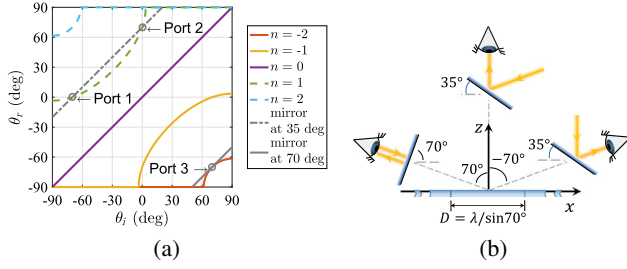 90
60
30
0
-30
-60
-90
-90 -60 -30 0 30 60 90
θr (deg)
θi (deg)
← Port 2
← Port 1
Port 3 →
n = -2
n = -1
n = 0
n = 1
n = 2
mirror
at 35 deg
mirror
at 70 deg
(a)
35°
z
35°
70°
70°
−70°
x
D = λ/sin70°
(b)